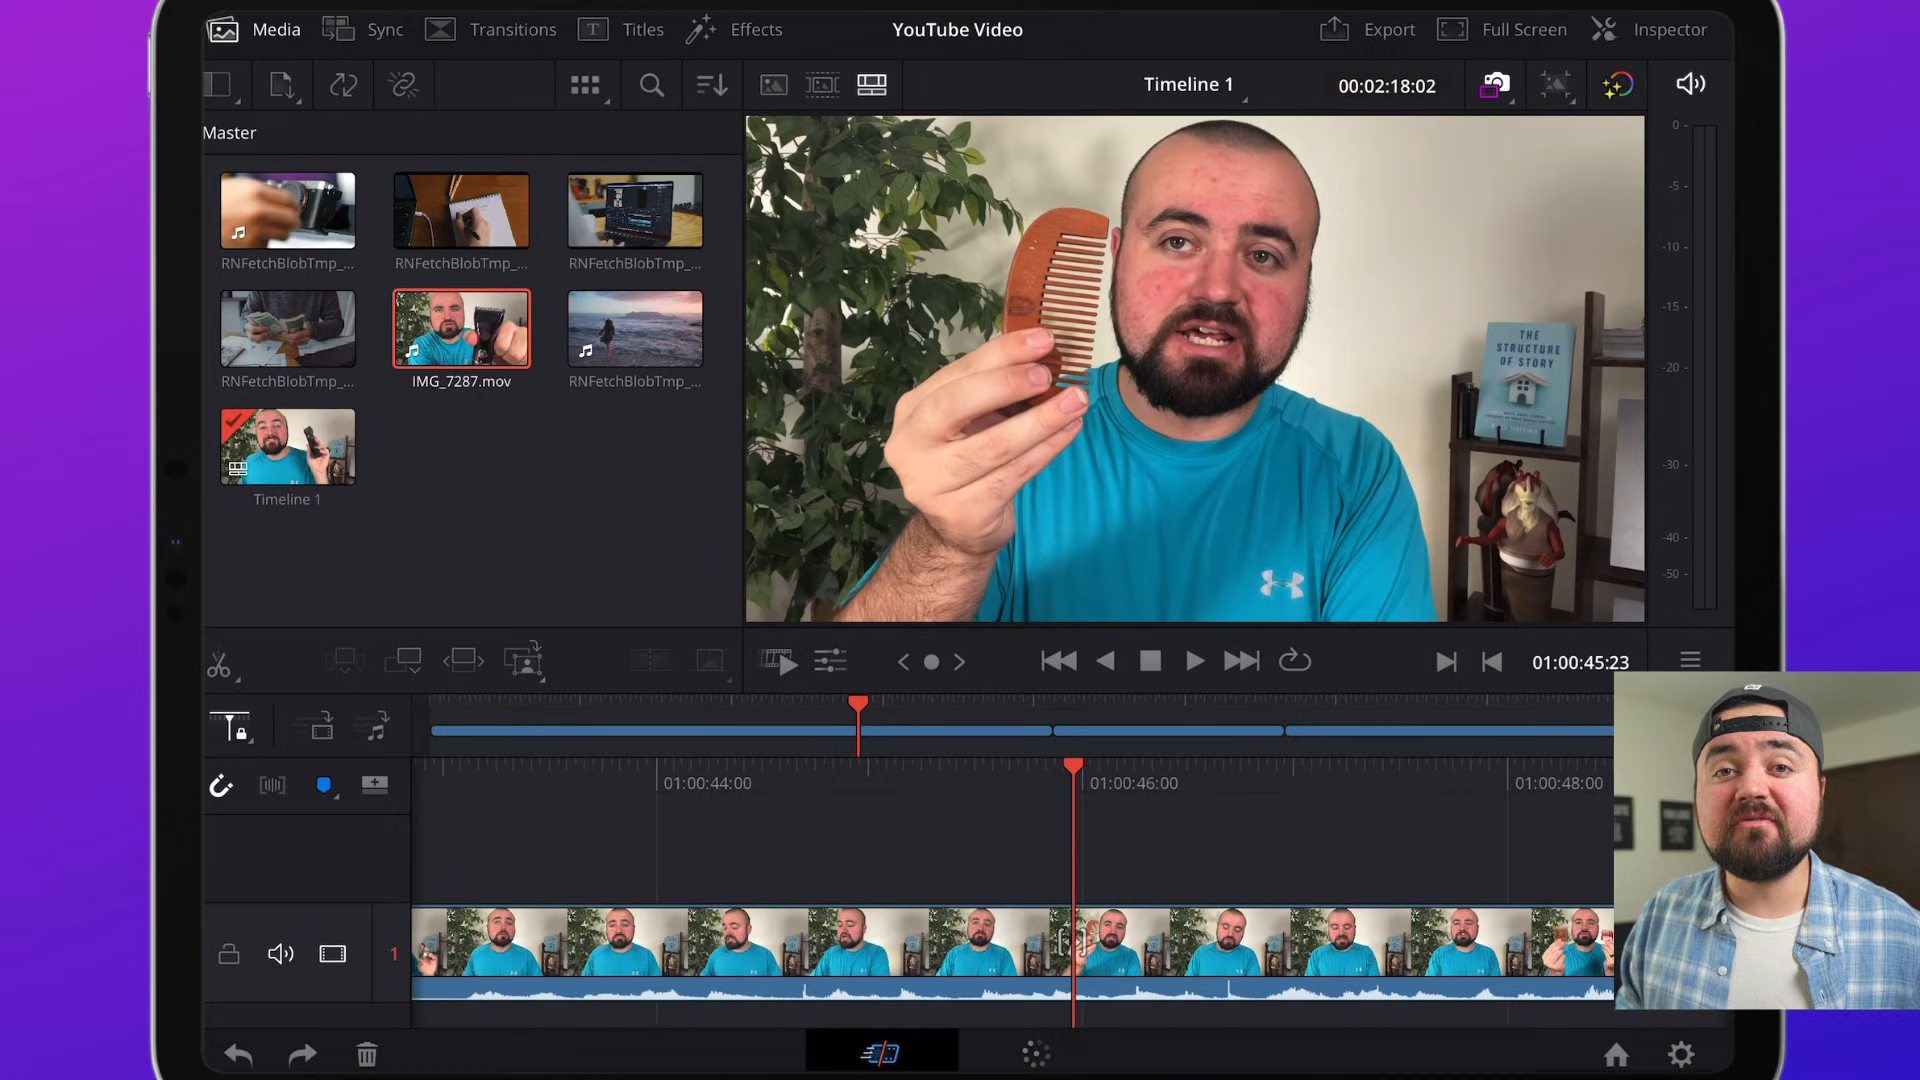 Media Sync Transitions Titles Effects YouTube Video Export Full Screen Inspector
Timeline 1 00:02:18:02
Master
RNFetchBlobTmp_... RNFetchBlobTmp_... RNFetchBlobTmp_...
RNFetchBlobTmp_... IMG_7287.mov RNFetchBlobTmp_...
Timeline 1
THE
STRUCTURE
OF STORY
0 -
-5 -
-10 -
-15 -
-20 -
-30 -
-40 -
-50 -
01:00:45:23
01:00:44:00 01:00:46:00 01:00:48:00
1